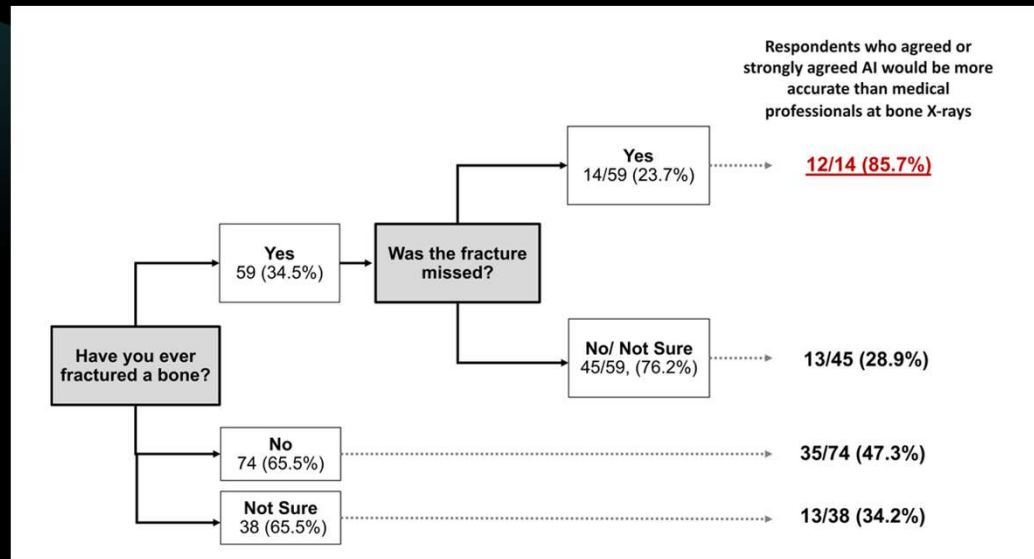 Respondents who agreed or
strongly agreed AI would be more
accurate than medical
professionals at bone X-rays
Yes
14/59 (23.7%)
12/14 (85.7%)
Yes
59 (34.5%)
Was the fracture
missed?
No/ Not Sure
45/59, (76.2%)
13/45 (28.9%)
Have you ever
fractured a bone?
No
74 (65.5%)
35/74 (47.3%)
Not Sure
38 (65.5%)
13/38 (34.2%)